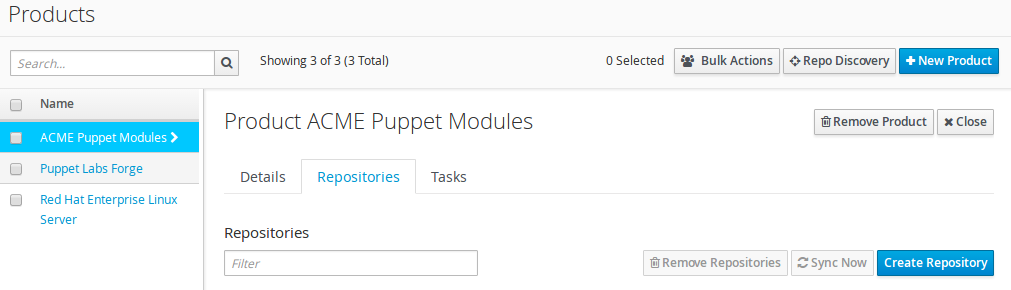 Products
Search...
Showing 3 of 3 (3 Total)
0 Selected
Bulk Actions
Repo Discovery
New Product
Name
ACME Puppet Modules
Puppet Labs Forge
Red Hat Enterprise Linux
Server
Product ACME Puppet Modules
Remove Product
Close
Details
Repositories
Tasks
Repositories
Filter
Remove Repositories
Sync Now
Create Repository